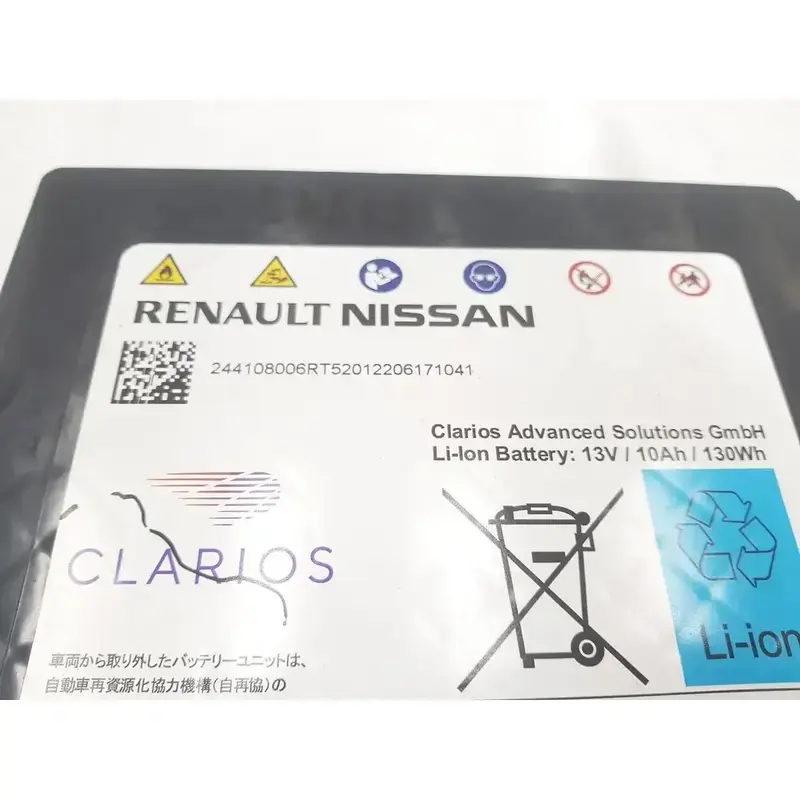 RENAULT NISSAN
244108006RT52012206171041
Clarios Advanced Solutions GmbH
Li-Ion Battery: 13V / 10Ah / 130Wh
CLARIOS
Li-ion
車両から取り外したバッテリーユニットは、
自動車再資源化協力機構(自再協)の